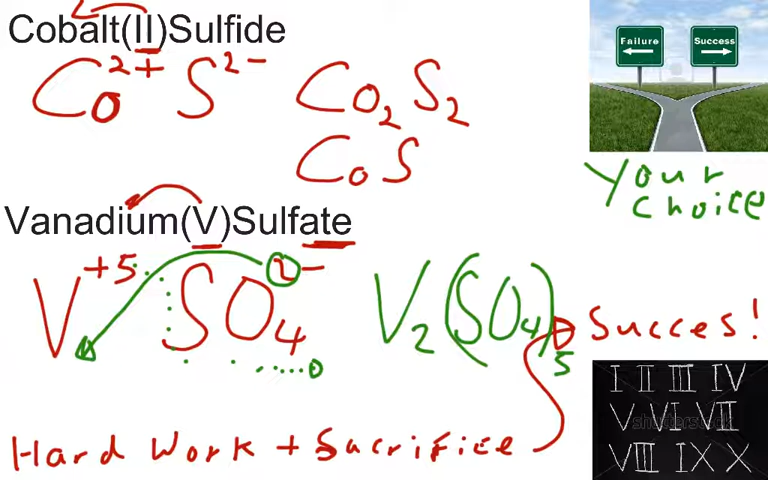 Cobalt(II)Sulfide
Co2+ S2- Co2S2
CoS
Failure
Success
Your
choice
Vanadium(V)Sulfate
V+5 SO4 2- V2(SO4)5
Succes!
Hard Work + Sacrifice
I II III IV
V VI VII
shutterstock
VIII IX X